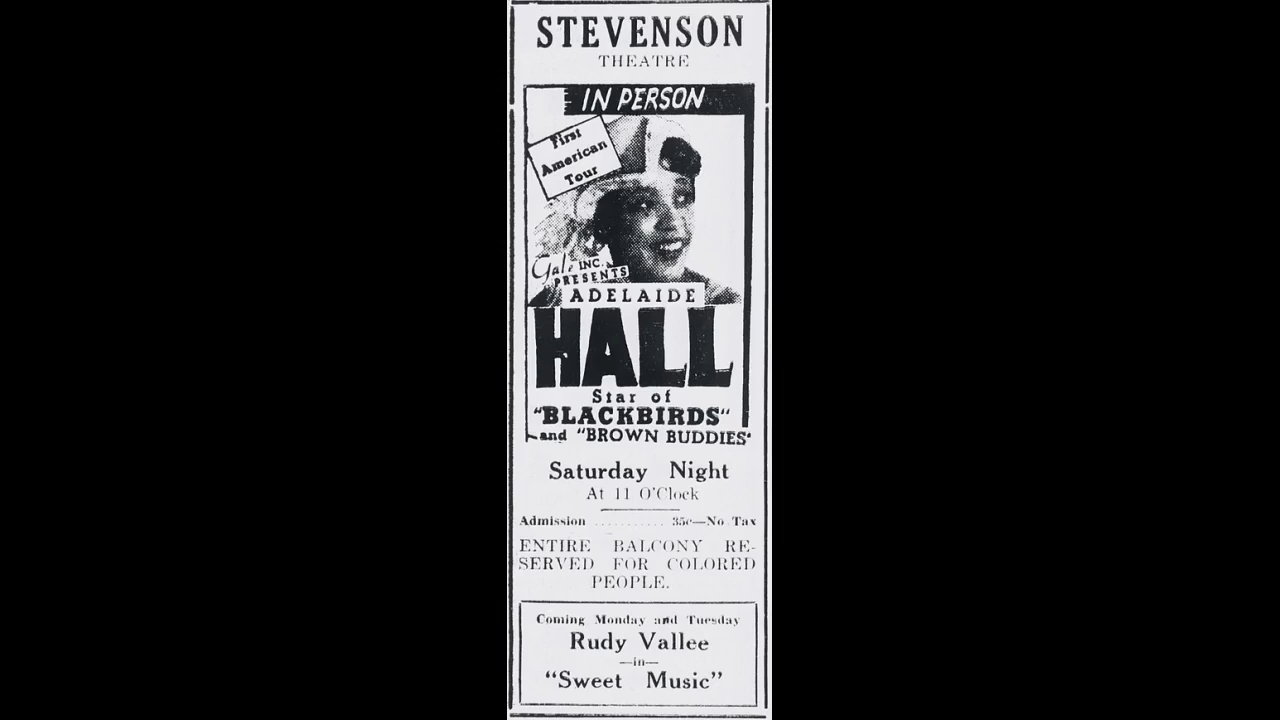 STEVENSON
THEATRE
IN PERSON
First
American
Tour
Gale INC.
PRESENTS
ADELAIDE
HALL
Star of
"BLACKBIRDS"
and "BROWN BUDDIES"
Saturday Night
At 11 O'Clock
Admission ........... 35c—No Tax
ENTIRE BALCONY RE-
SERVED FOR COLORED
PEOPLE.
Coming Monday and Tuesday
Rudy Vallee
—in—
"Sweet Music"